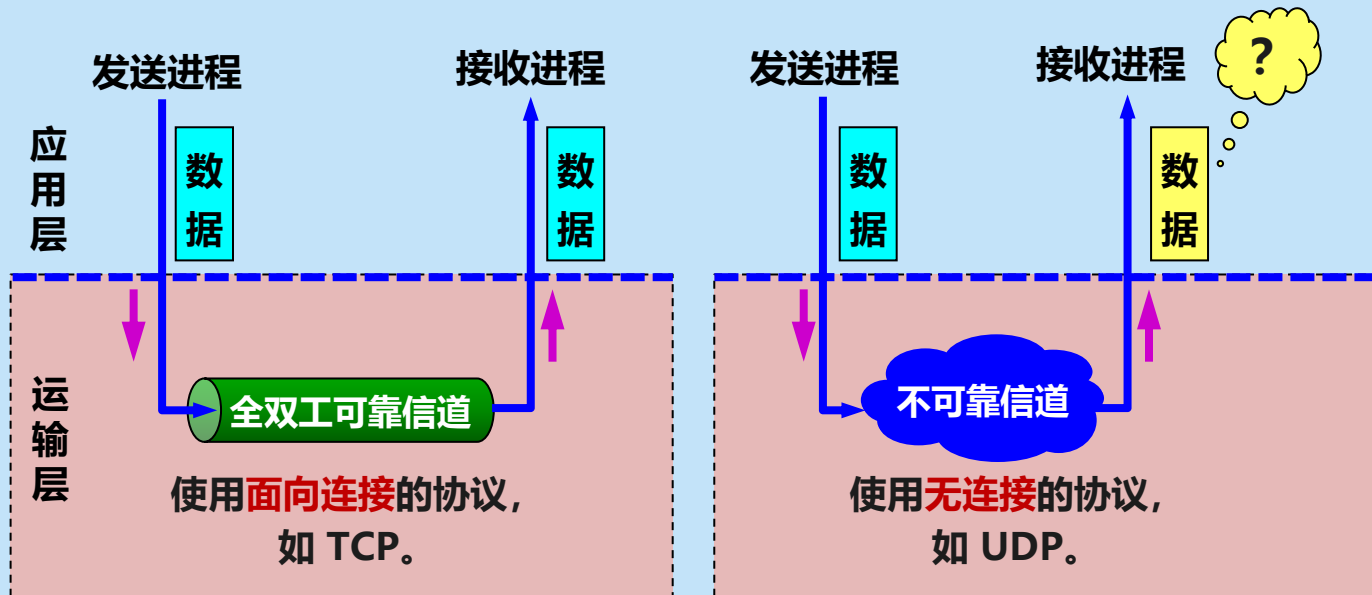 发送进程
接收进程
数据
数据
应用层
全双工可靠信道
运输层
使用面向连接的协议，
如 TCP。
发送进程
接收进程
?
数据
数据
不可靠信道
使用无连接的协议，
如 UDP。